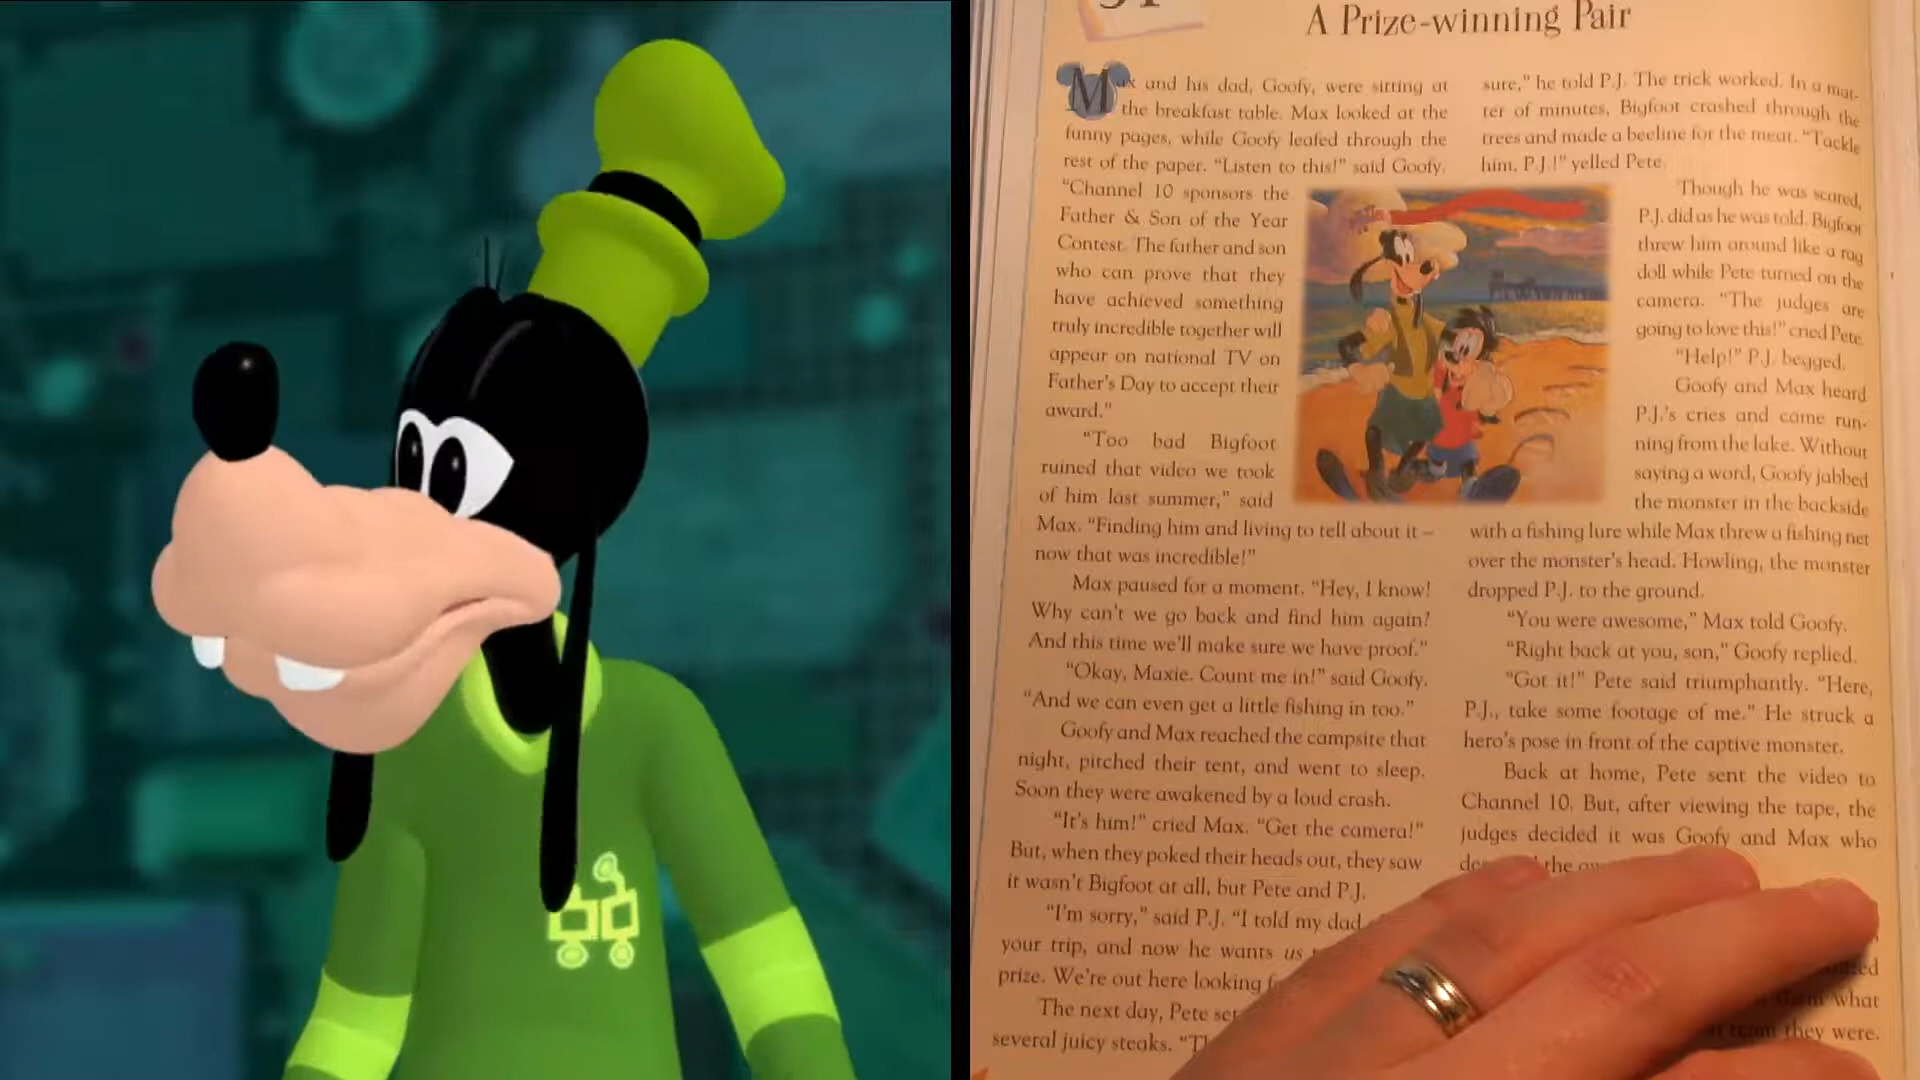 A Prize-winning Pair
Max and his dad, Goofy, were sitting at
the breakfast table. Max looked at the
funny pages, while Goofy leafed through the
rest of the paper. “Listen to this!” said Goofy.
“Channel 10 sponsors the
Father & Son of the Year
Contest. The father and son
who can prove that they
have achieved something
truly incredible together will
appear on national TV on
Father's Day to accept their
award.”
“Too bad Bigfoot
ruined that video we took
of him last summer,” said
Max. “Finding him and living to tell about it –
now that was incredible!”
Max paused for a moment. “Hey, I know!
Why can't we go back and find him again?
And this time we'll make sure we have proof.”
“Okay, Maxie. Count me in!” said Goofy.
“And we can even get a little fishing in too.”
Goofy and Max reached the campsite that
night, pitched their tent, and went to sleep.
Soon they were awakened by a loud crash.
“It's him!” cried Max. “Get the camera!”
But, when they poked their heads out, they saw
it wasn't Bigfoot at all, but Pete and P.J.
“I'm sorry,” said P.J. “I told my dad
your trip, and now he wants us
prize. We're out here looking
The next day, Pete set
several juicy steaks.
sure,” he told P.J. The trick worked. In a mat-
ter of minutes, Bigfoot crashed through the
trees and made a beeline for the meat. “Tackle
him, P.J.!” yelled Pete.
Though he was scared,
P.J. did as he was told. Bigfoot
threw him around like a rag
doll while Pete turned on the
camera. “The judges are
going to love this!” cried Pete.
“Help!” P.J. begged.
Goofy and Max heard
P.J.'s cries and came run-
ning from the lake. Without
saying a word, Goofy jabbed
the monster in the backside
with a fishing lure while Max threw a fishing net
over the monster's head. Howling, the monster
dropped P.J. to the ground.
“You were awesome,” Max told Goofy.
“Right back at you, son,” Goofy replied.
“Got it!” Pete said triumphantly. “Here,
P.J., take some footage of me.” He struck a
hero's pose in front of the captive monster.
Back at home, Pete sent the video to
Channel 10. But, after viewing the tape, the
judges decided it was Goofy and Max who
the
what
team they were.